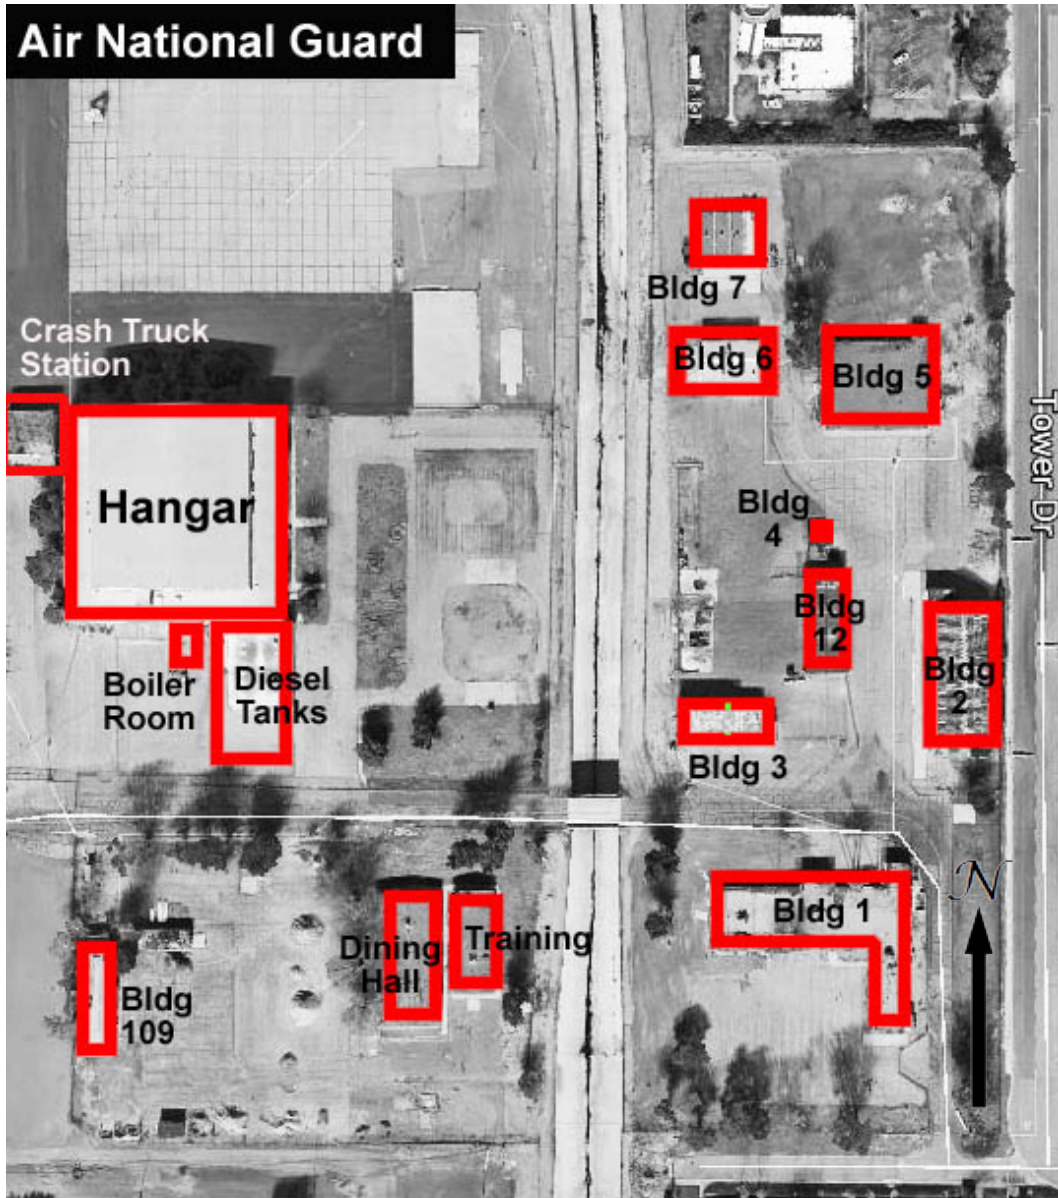 Air National Guard
Bldg 7
Crash Truck
Station
Bldg 6
Bldg 5
Tower Dr
Hangar
Bldg
4
Bldg
12
Bldg
2
Boiler
Room
Diesel
Tanks
Bldg 3
N
Bldg 1
Dining
Hall
Training
Bldg
109